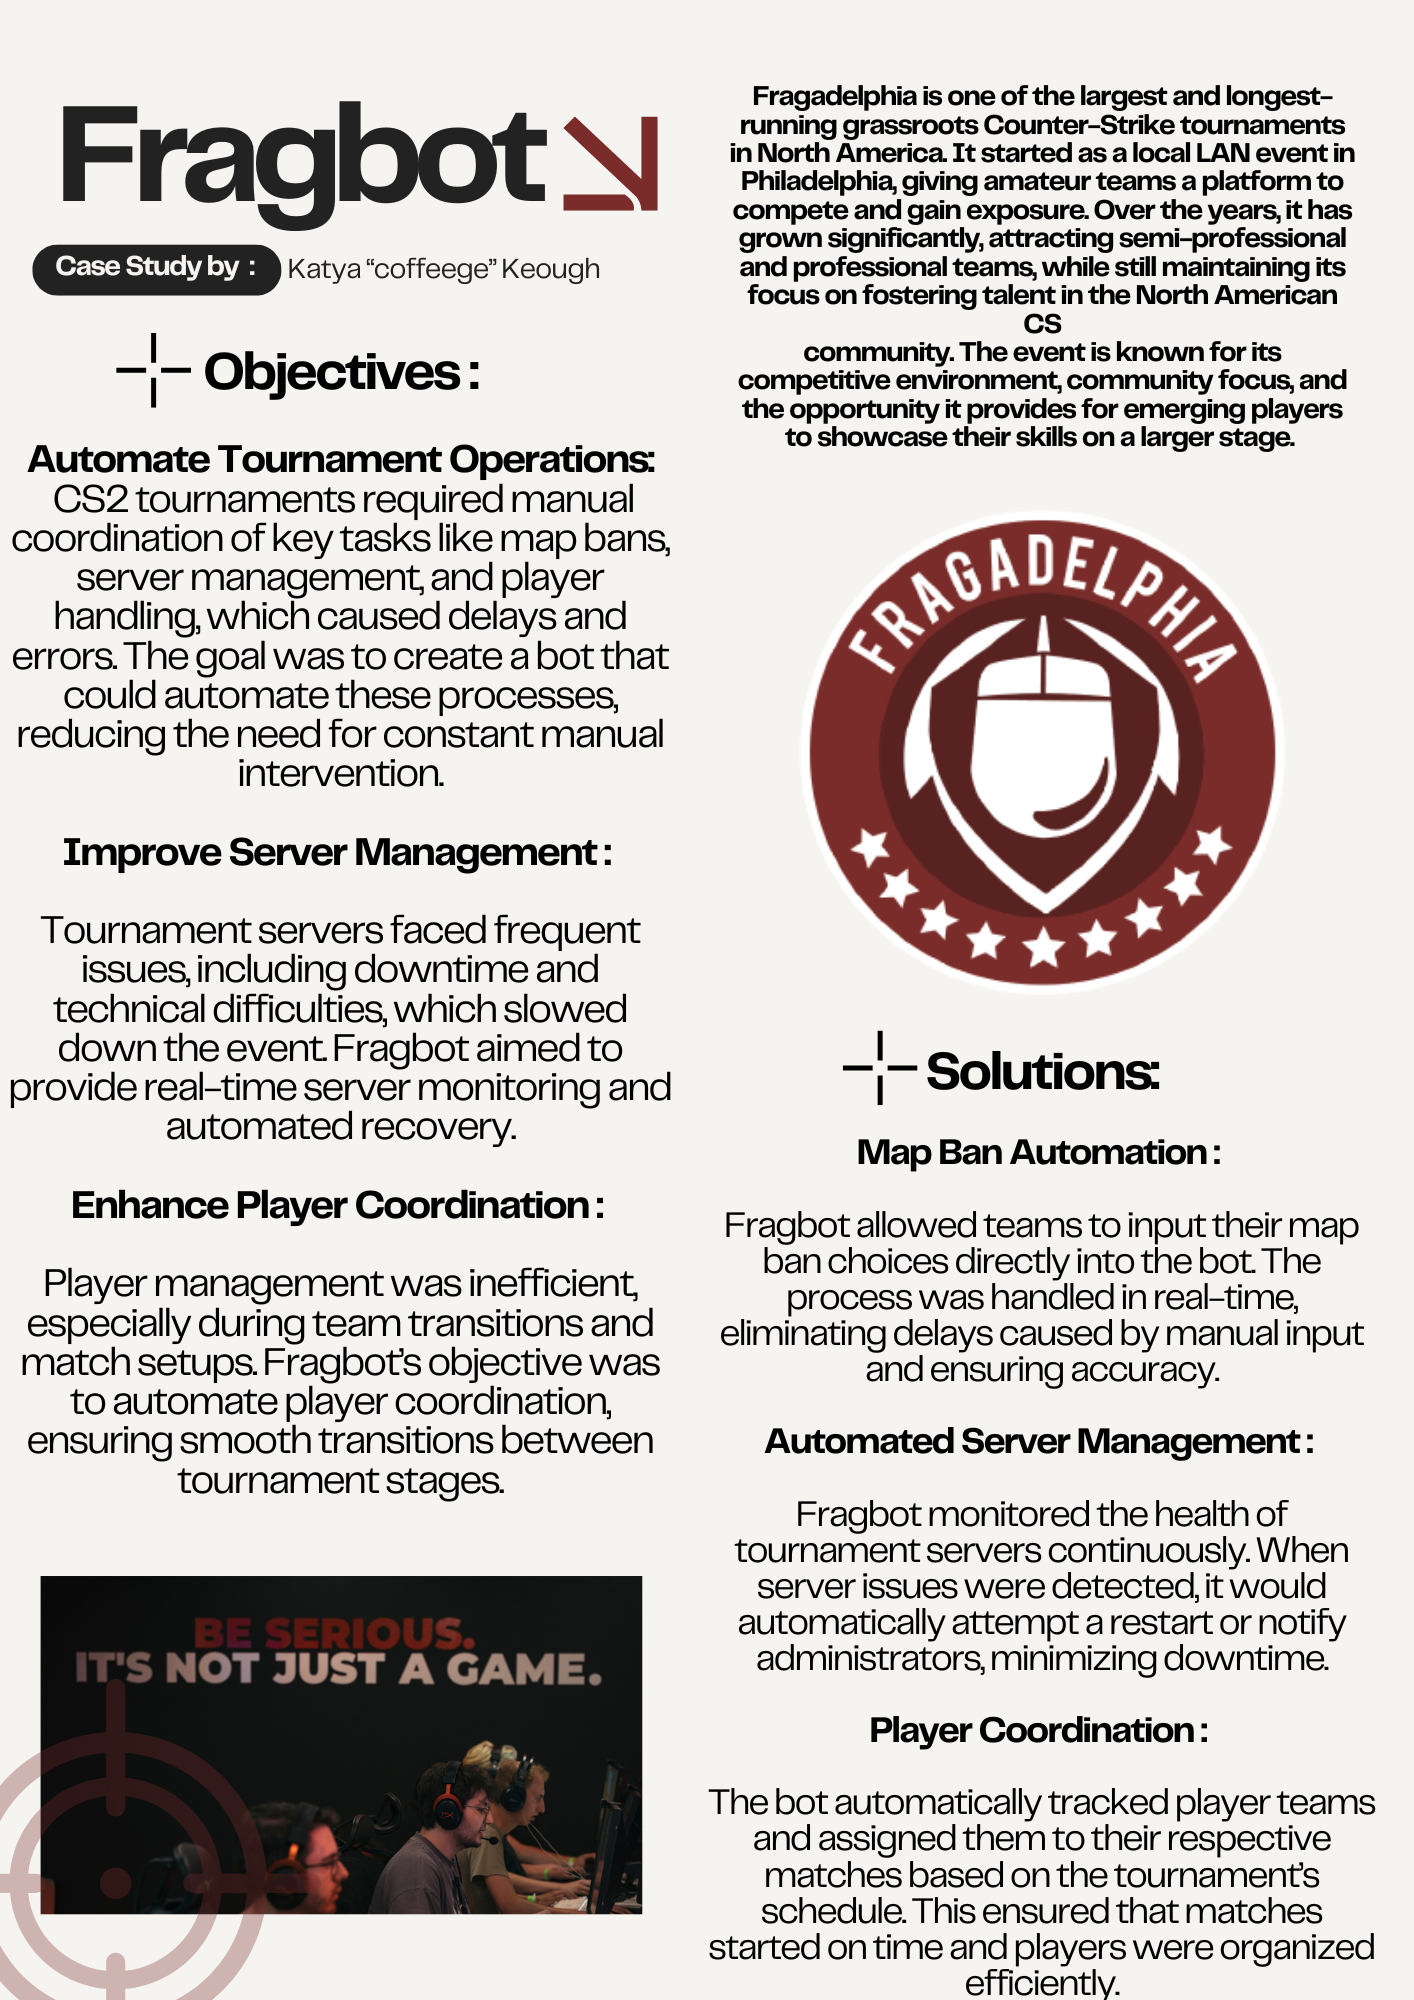 Fragbot
Case Study by :
Katya “coffeege” Keough
Objectives :
Automate Tournament Operations:
CS2 tournaments required manual
coordination of key tasks like map bans,
server management, and player
handling, which caused delays and
errors. The goal was to create a bot that
could automate these processes,
reducing the need for constant manual
intervention.
Improve Server Management :
Tournament servers faced frequent
issues, including downtime and
technical difficulties, which slowed
down the event. Fragbot aimed to
provide real-time server monitoring and
automated recovery.
Enhance Player Coordination :
Player management was inefficient,
especially during team transitions and
match setups. Fragbot’s objective was
to automate player coordination,
ensuring smooth transitions between
tournament stages.
BE SERIOUS.
IT'S NOT JUST A GAME.
Fragadelphia is one of the largest and longest-
running grassroots Counter-Strike tournaments
in North America. It started as a local LAN event in
Philadelphia, giving amateur teams a platform to
compete and gain exposure. Over the years, it has
grown significantly, attracting semi-professional
and professional teams, while still maintaining its
focus on fostering talent in the North American
CS
community. The event is known for its
competitive environment, community focus, and
the opportunity it provides for emerging players
to showcase their skills on a larger stage.
FRAGADELPHIA
Solutions:
Map Ban Automation :
Fragbot allowed teams to input their map
ban choices directly into the bot. The
process was handled in real-time,
eliminating delays caused by manual input
and ensuring accuracy.
Automated Server Management :
Fragbot monitored the health of
tournament servers continuously. When
server issues were detected, it would
automatically attempt a restart or notify
administrators, minimizing downtime.
Player Coordination :
The bot automatically tracked player teams
and assigned them to their respective
matches based on the tournament’s
schedule. This ensured that matches
started on time and players were organized
efficiently.